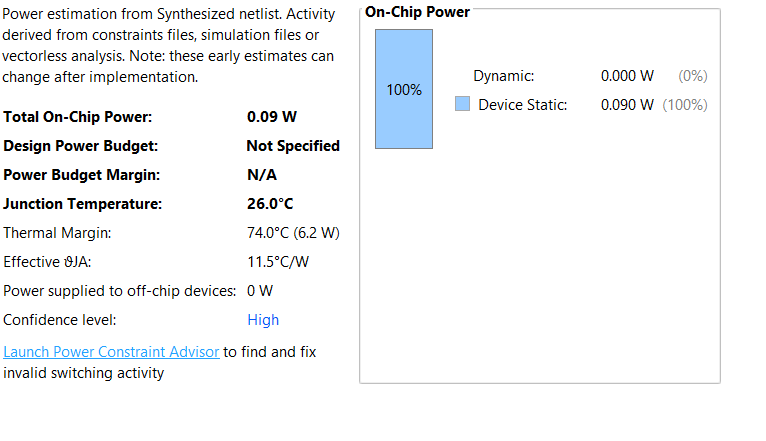 Power estimation from Synthesized netlist. Activity
derived from constraints files, simulation files or
vectorless analysis. Note: these early estimates can
change after implementation.
Total On-Chip Power: 0.09 W
Design Power Budget: Not Specified
Power Budget Margin: N/A
Junction Temperature: 26.0°C
Thermal Margin: 74.0°C (6.2 W)
Effective ϑJA: 11.5°C/W
Power supplied to off-chip devices: 0 W
Confidence level: High
Launch Power Constraint Advisor to find and fix
invalid switching activity
On-Chip Power
100%
Dynamic: 0.000 W (0%)
Device Static: 0.090 W (100%)